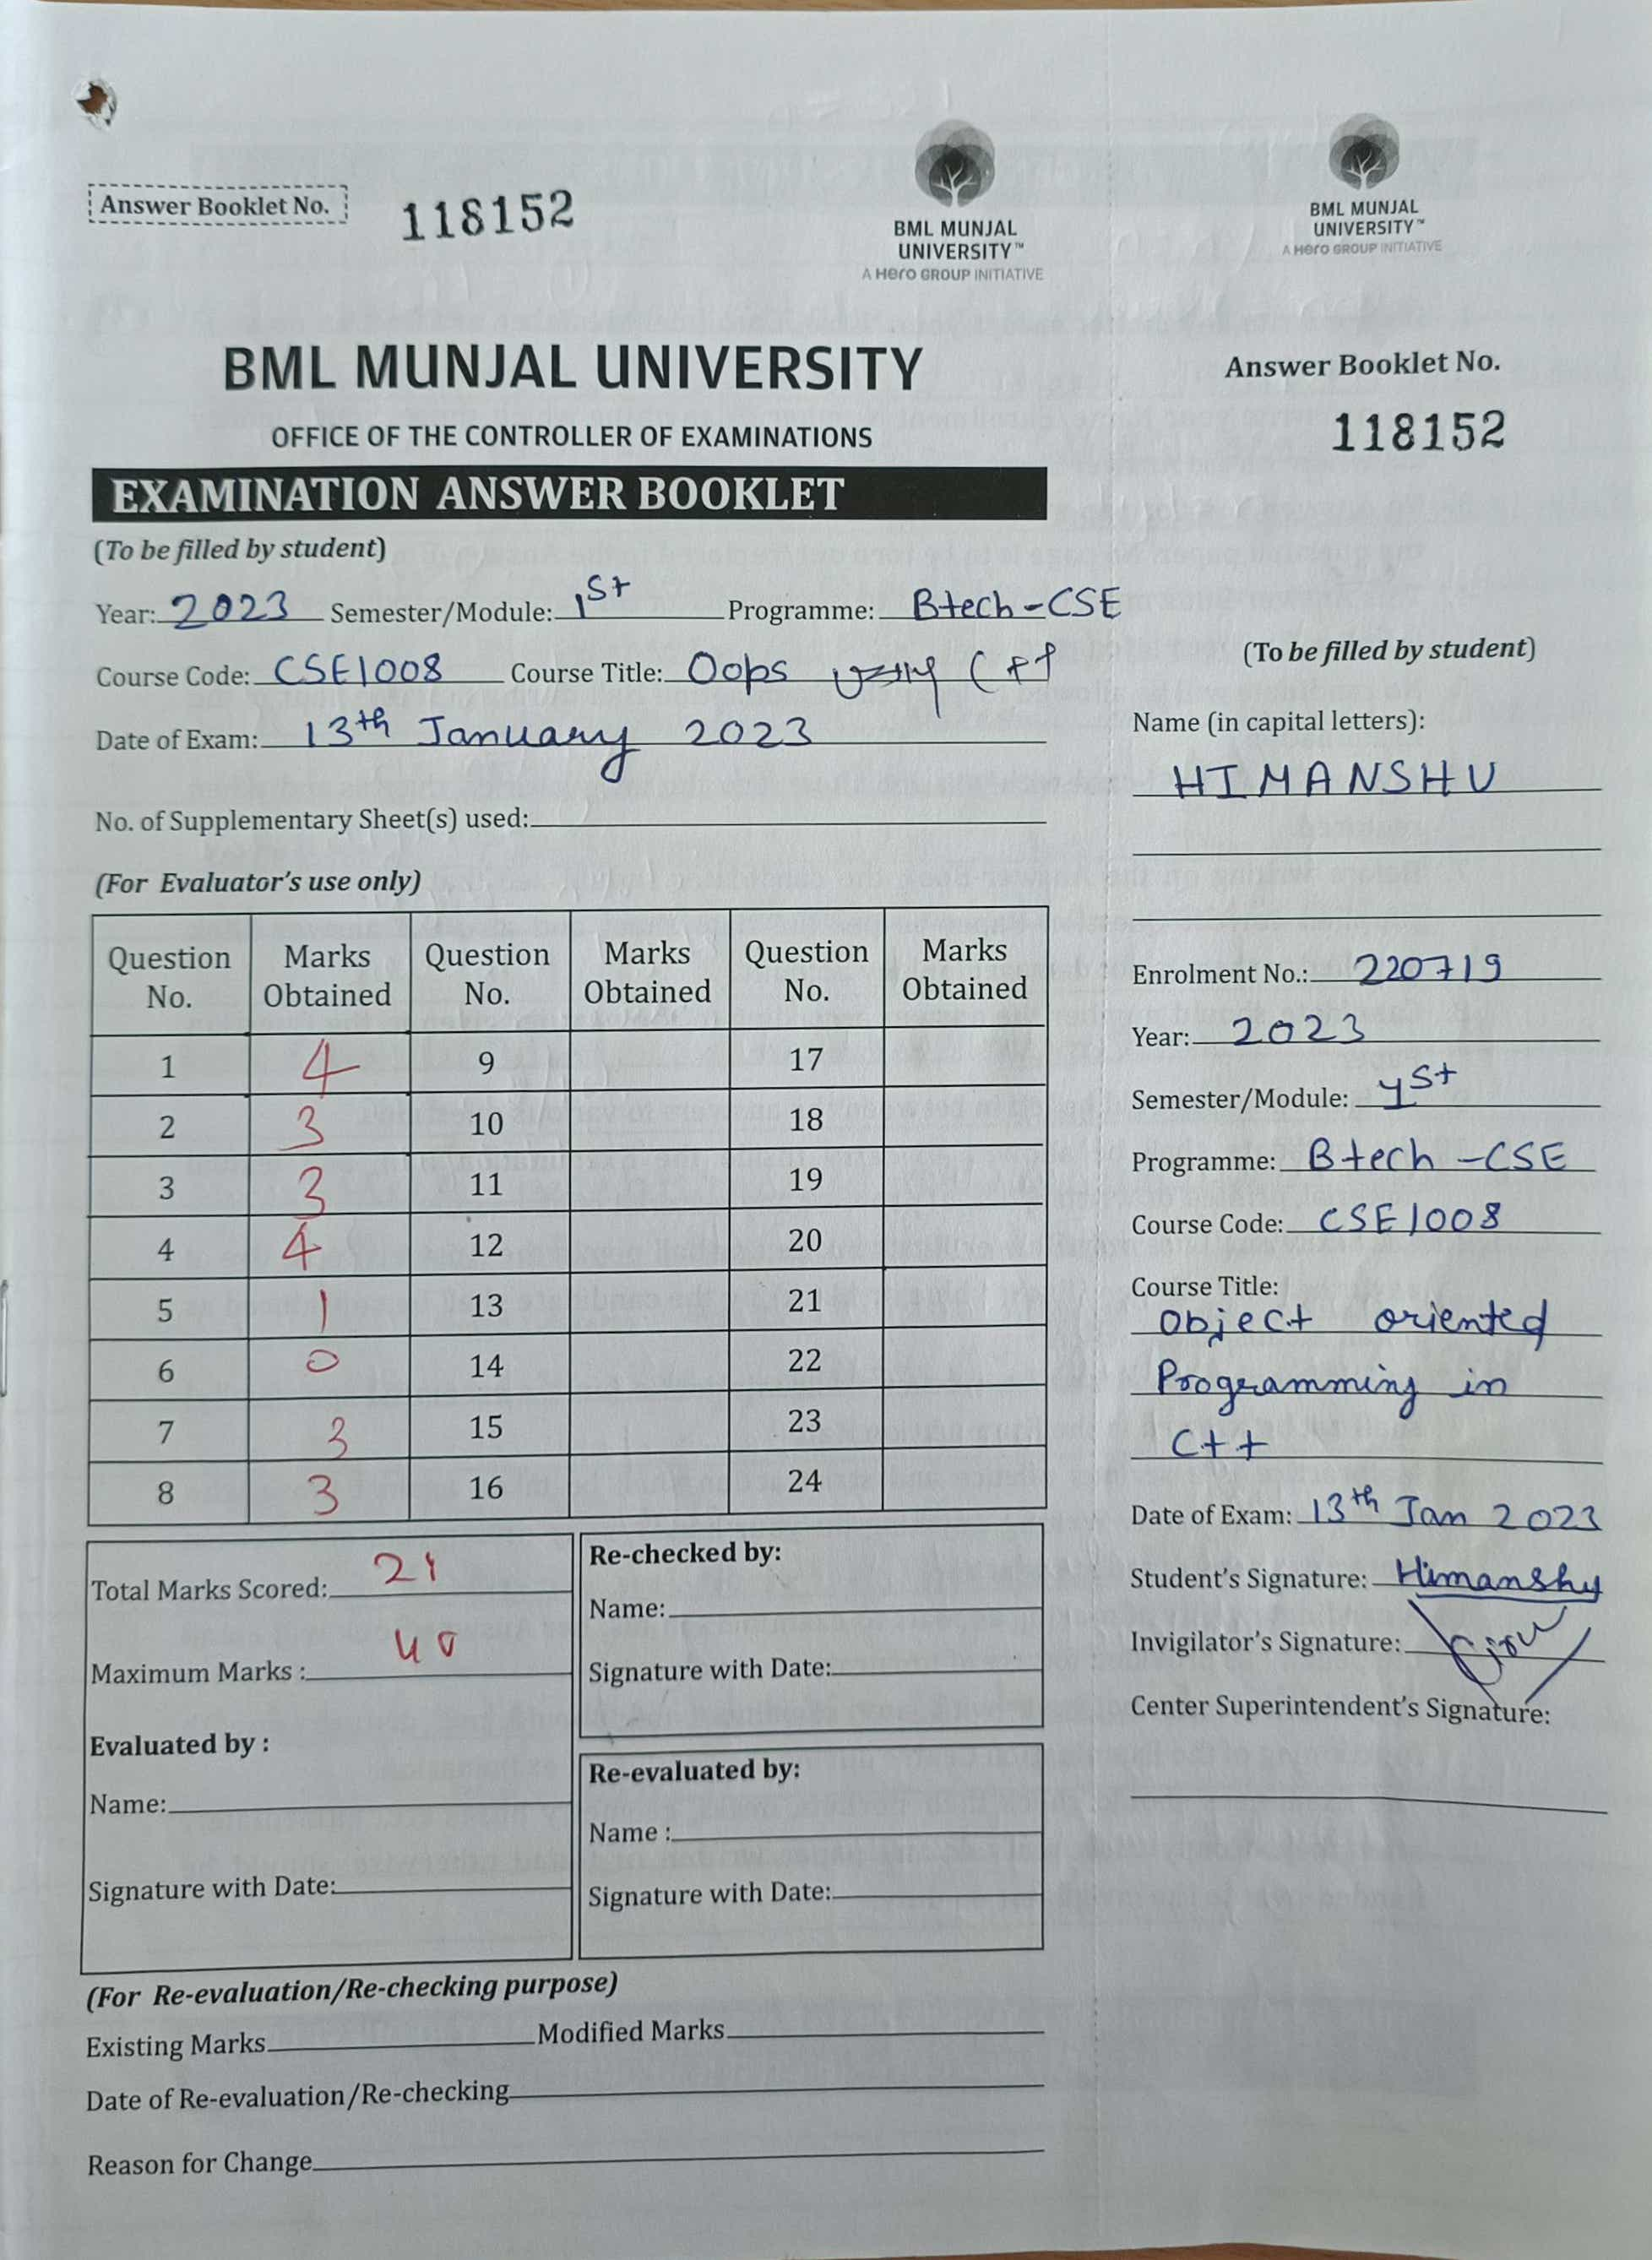 Answer Booklet No. 118152
BML MUNJAL
UNIVERSITY™
A Hero GROUP INITIATIVE
BML MUNJAL UNIVERSITY
OFFICE OF THE CONTROLLER OF EXAMINATIONS
EXAMINATION ANSWER BOOKLET
(To be filled by student)
Year: 2023 Semester/Module: 1st Programme: Btech-CSE
Course Code: CSE1008 Course Title: Oops using C++
Date of Exam: 13th January 2023
No. of Supplementary Sheet(s) used:
(For Evaluator's use only)
Question No. Marks Obtained Question No. Marks Obtained Question No. Marks Obtained
1 4 9 17
2 3 10 18
3 3 11 19
4 4 12 20
5 1 13 21
6 0 14 22
7 3 15 23
8 3 16 24
Total Marks Scored: 21
Maximum Marks : 40
Evaluated by :
Name:
Signature with Date:
Re-checked by:
Name:
Signature with Date:
Re-evaluated by:
Name :
Signature with Date:
(For Re-evaluation/Re-checking purpose)
Existing Marks Modified Marks
Date of Re-evaluation/Re-checking
Reason for Change
BML MUNJAL
UNIVERSITY™
A Hero GROUP INITIATIVE
Answer Booklet No.
118152
(To be filled by student)
Name (in capital letters):
HIMANSHU
Enrolment No.: 220719
Year: 2023
Semester/Module: 1st
Programme: Btech-CSE
Course Code: CSE1008
Course Title:
Object oriented
Programming in
C++
Date of Exam: 13th Jan 2023
Student's Signature: Himanshu
Invigilator's Signature:
Center Superintendent's Signature: